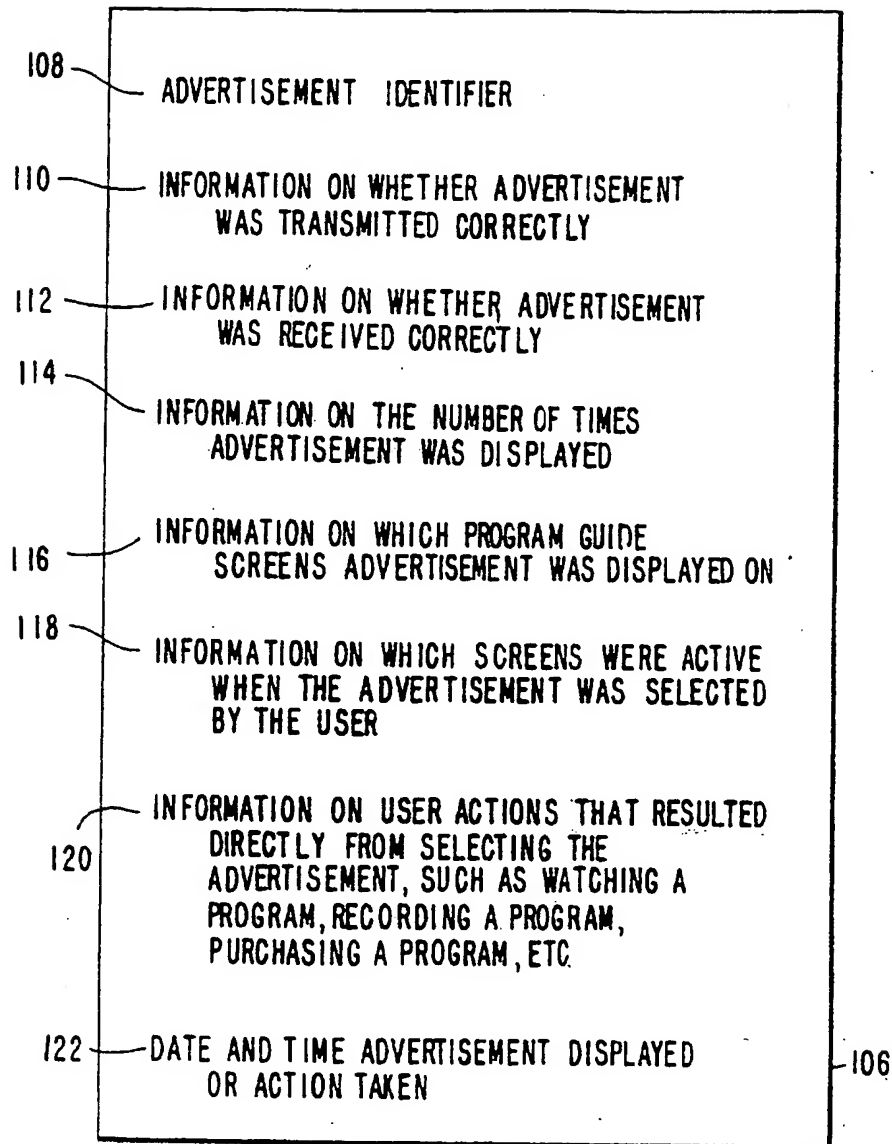 108
ADVERTISEMENT IDENTIFIER
110
INFORMATION ON WHETHER ADVERTISEMENT
WAS TRANSMITTED CORRECTLY
112
INFORMATION ON WHETHER ADVERTISEMENT
WAS RECEIVED CORRECTLY
114
INFORMATION ON THE NUMBER OF TIMES
ADVERTISEMENT WAS DISPLAYED
116
INFORMATION ON WHICH PROGRAM GUIDE
SCREENS ADVERTISEMENT WAS DISPLAYED ON
118
INFORMATION ON WHICH SCREENS WERE ACTIVE
WHEN THE ADVERTISEMENT WAS SELECTED
BY THE USER
120
INFORMATION ON USER ACTIONS THAT RESULTED
DIRECTLY FROM SELECTING THE
ADVERTISEMENT, SUCH AS WATCHING A
PROGRAM, RECORDING A PROGRAM,
PURCHASING A PROGRAM, ETC.
122
DATE AND TIME ADVERTISEMENT DISPLAYED
OR ACTION TAKEN
106